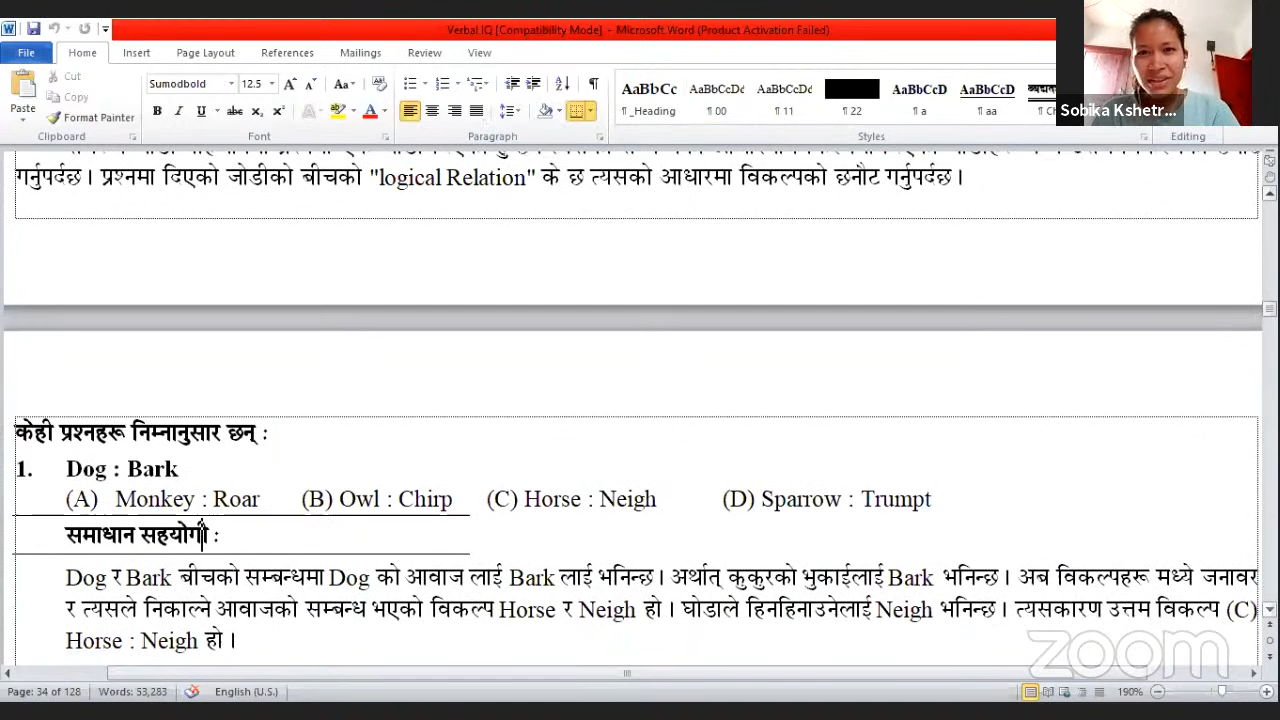 Verbal IQ [Compatibility Mode] - Microsoft Word (Product Activation Failed)
File Home Insert Page Layout References Mailings Review View
Cut
Copy
Format Painter
Paste
Sumodbold 12.5
AaBbCc AaBbCcDc AaBbCcDc AaBbCcD AaBbCcD
¶ _Heading ¶ 00 ¶ 11 ¶ 22 ¶ a ¶ aa ¶ Ch
Clipboard Font Paragraph Styles Editing
Sobika Kshetr...
गर्नुपर्दछ । प्रश्नमा दिएको जोडीको बीचको "logical Relation" के छ त्यसको आधारमा विकल्पको छनौट गर्नुपर्दछ ।
केही प्रश्नहरू निम्नानुसार छन् :
1. Dog : Bark
(A) Monkey : Roar (B) Owl : Chirp (C) Horse : Neigh (D) Sparrow : Trumpt
समाधान सहयोगी :
Dog र Bark बीचको सम्बन्धमा Dog को आवाज लाई Bark लाई भनिन्छ । अर्थात् कुकुरको भुकाईलाई Bark भनिन्छ । अब विकल्पहरू मध्ये जनावर
र त्यसले निकाल्ने आवाजको सम्बन्ध भएको विकल्प Horse र Neigh हो । घोडाले हिनहिनाउनेलाई Neigh भनिन्छ । त्यसकारण उत्तम विकल्प (C)
Horse : Neigh हो ।
zoom
Page: 34 of 128 Words: 53,283 English (U.S.) 190%